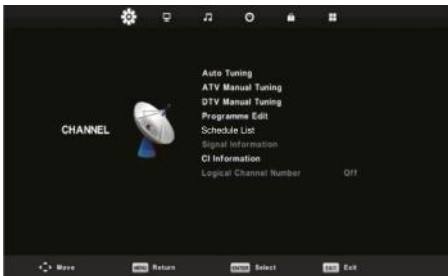 CHANNEL
Auto Tuning
ATV Manual Tuning
DTV Manual Tuning
Programme Edit
Schedule List
Signal Information
CI Information
Logical Channel Number Off
Move MENU Return ENTER Select EXIT Exit